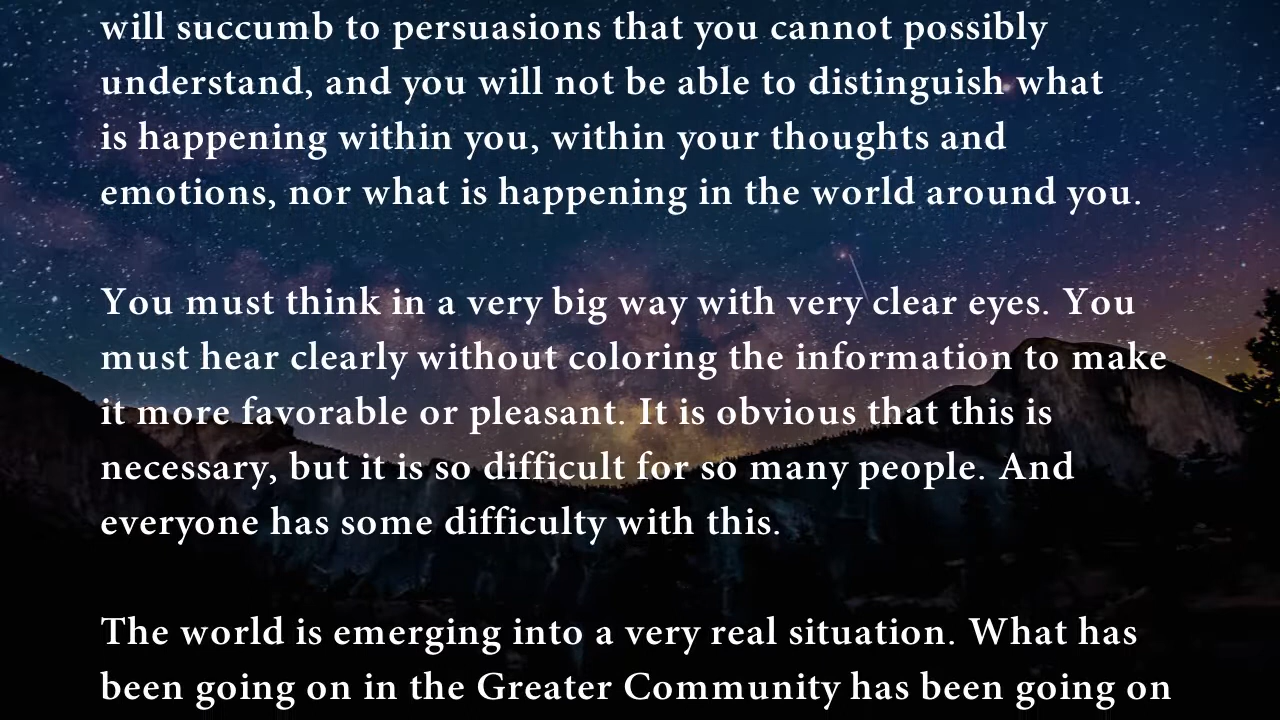 will succumb to persuasions that you cannot possibly
understand, and you will not be able to distinguish what
is happening within you, within your thoughts and
emotions, nor what is happening in the world around you.
You must think in a very big way with very clear eyes. You
must hear clearly without coloring the information to make
it more favorable or pleasant. It is obvious that this is
necessary, but it is so difficult for so many people. And
everyone has some difficulty with this.
The world is emerging into a very real situation. What has
been going on in the Greater Community has been going on